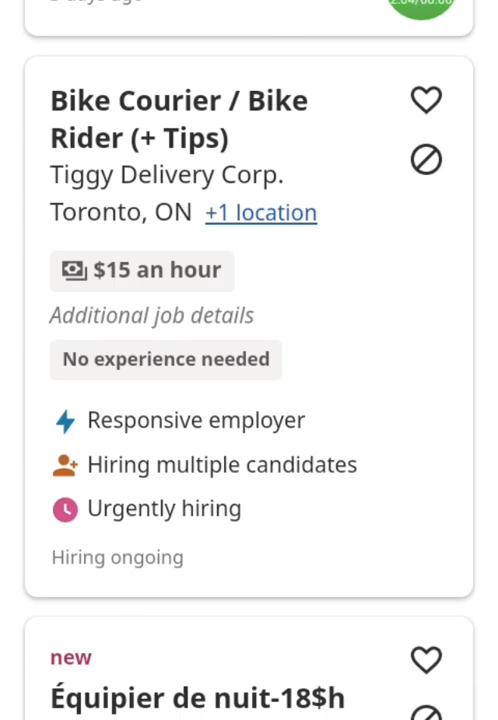 Bike Courier / Bike
Rider (+ Tips)
Tiggy Delivery Corp.
Toronto, ON +1 location
$15 an hour
Additional job details
No experience needed
Responsive employer
Hiring multiple candidates
Urgently hiring
Hiring ongoing
new
Équipier de nuit-18$h